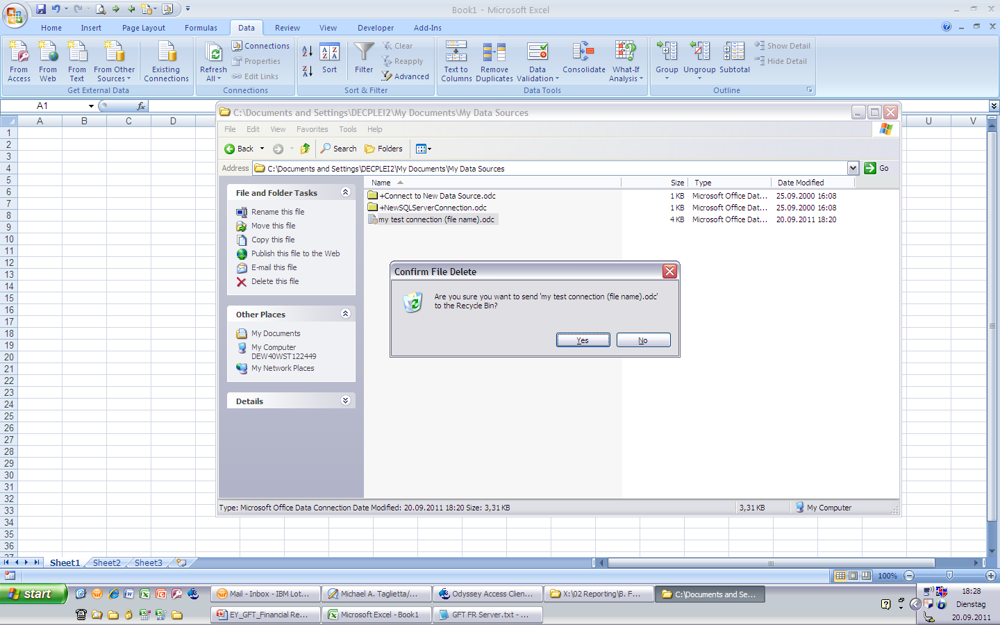 Book1 - Microsoft Excel
Home Insert Page Layout Formulas Data Review View Developer Add-Ins
From Access
From Web
From Text
From Other Sources
Existing Connections
Get External Data
Refresh All
Connections
Properties
Edit Links
Connections
Sort
Filter
Clear
Reapply
Advanced
Sort & Filter
Text to Columns
Remove Duplicates
Data Validation
Consolidate
What-If Analysis
Data Tools
Group
Ungroup
Subtotal
Show Detail
Hide Detail
Outline
A1
fx
A B C D U V
1
2
3
4
5
6
7
8
9
10
11
12
13
14
15
16
17
18
19
20
21
22
23
24
25
26
27
28
29
30
31
32
33
34
35
36
37
C:\Documents and Settings\DECPLEI2\My Documents\My Data Sources
File Edit View Favorites Tools Help
Back Search Folders
Address C:\Documents and Settings\DECPLEI2\My Documents\My Data Sources Go
File and Folder Tasks
Rename this file
Move this file
Copy this file
Publish this file to the Web
E-mail this file
Delete this file
Other Places
My Documents
My Computer
DEW40WST122449
My Network Places
Details
Name Size Type Date Modified
+Connect to New Data Source.odc 1 KB Microsoft Office Dat... 25.09.2000 16:08
+NewSQLServerConnection.odc 1 KB Microsoft Office Dat... 25.09.2000 16:08
my test connection (file name).odc 4 KB Microsoft Office Dat... 20.09.2011 18:20
Confirm File Delete
Are you sure you want to send 'my test connection (file name).odc'
to the Recycle Bin?
Yes No
Type: Microsoft Office Data Connection Date Modified: 20.09.2011 18:20 Size: 3,31 KB 3,31 KB My Computer
Sheet1 Sheet2 Sheet3
100%
start
Mail - Inbox - IBM Lot... Michael A. Taglietta/... Odyssey Access Clien... X:\02 Reporting\B. F... C:\Documents and Se...
EY_GFT_Financial Re... Microsoft Excel - Book1 GFT FR Server.txt - ...
18:28
Dienstag
20.09.2011